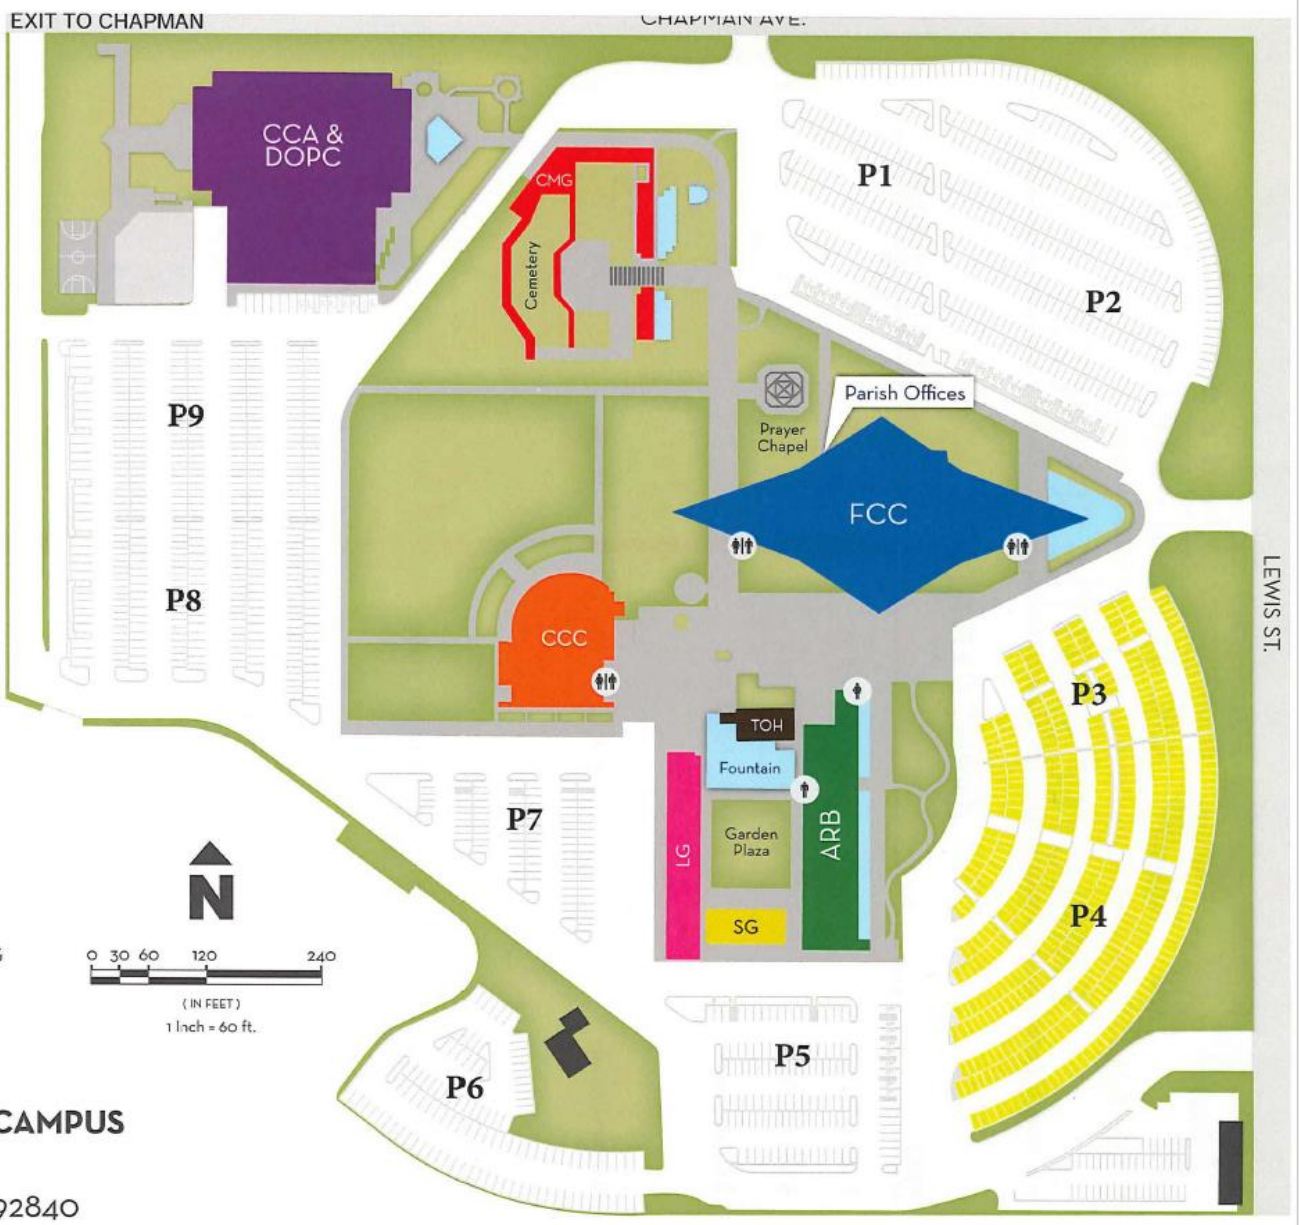 EXIT TO CHAPMAN
CHAPMAN AVE.
CCA &
DOPC
P1
CMG
Cemetery
P2
Parish Offices
P9
Prayer
Chapel
FCC
LEWIS ST.
P8
CCC
P3
TOH
Fountain
P7
Garden
Plaza
LG
ARB
P4
SG
N
0 30 60 120 240
( IN FEET )
1 Inch = 60 ft.
P5
P6
CAMPUS
92840